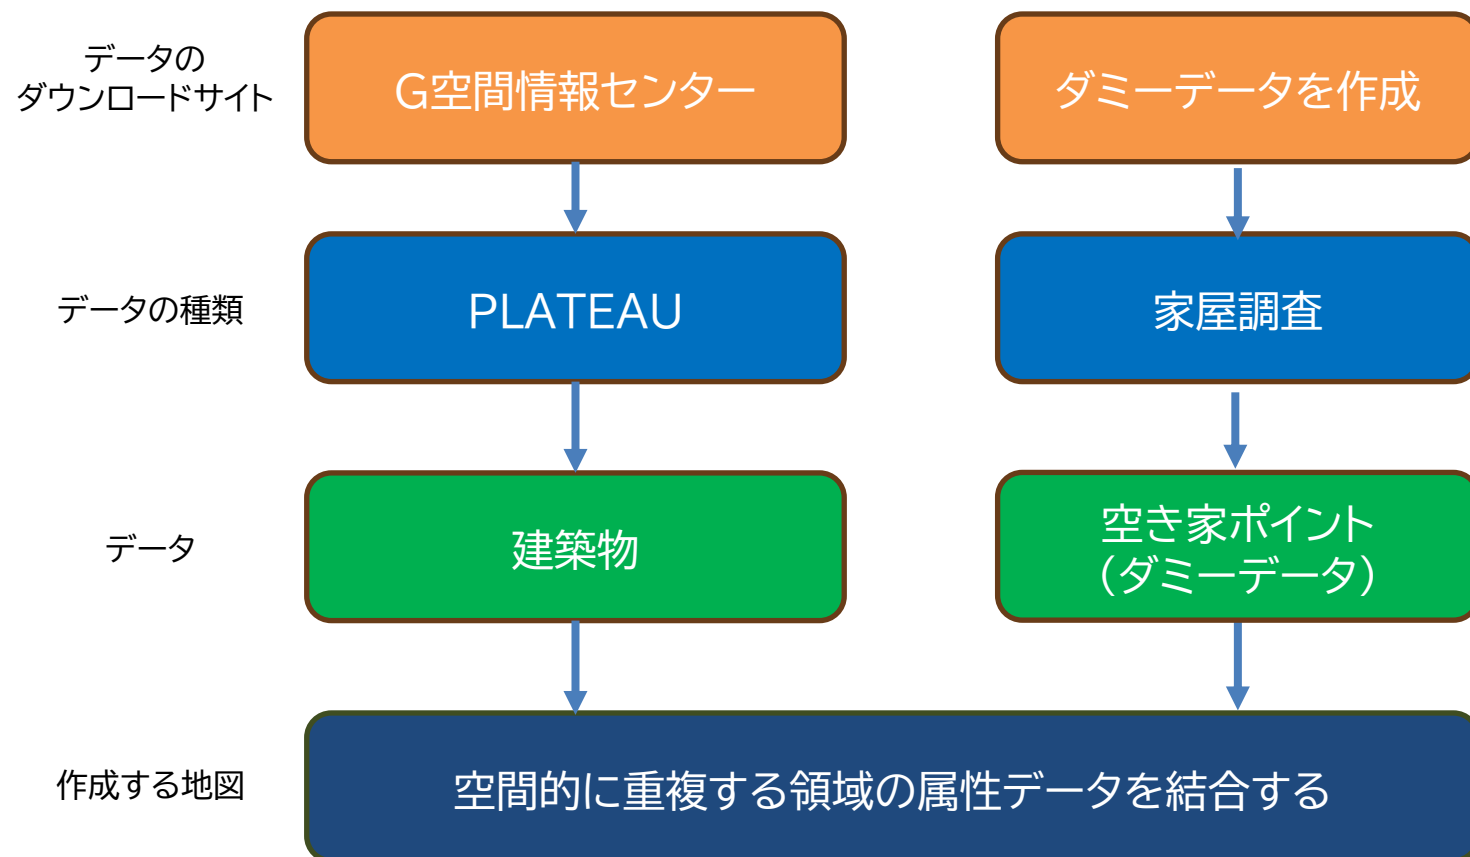 データの
ダウンロードサイト
G空間情報センター
ダミーデータを作成
データの種類
PLATEAU
家屋調査
データ
建築物
空き家ポイント
（ダミーデータ）
作成する地図
空間的に重複する領域の属性データを結合する